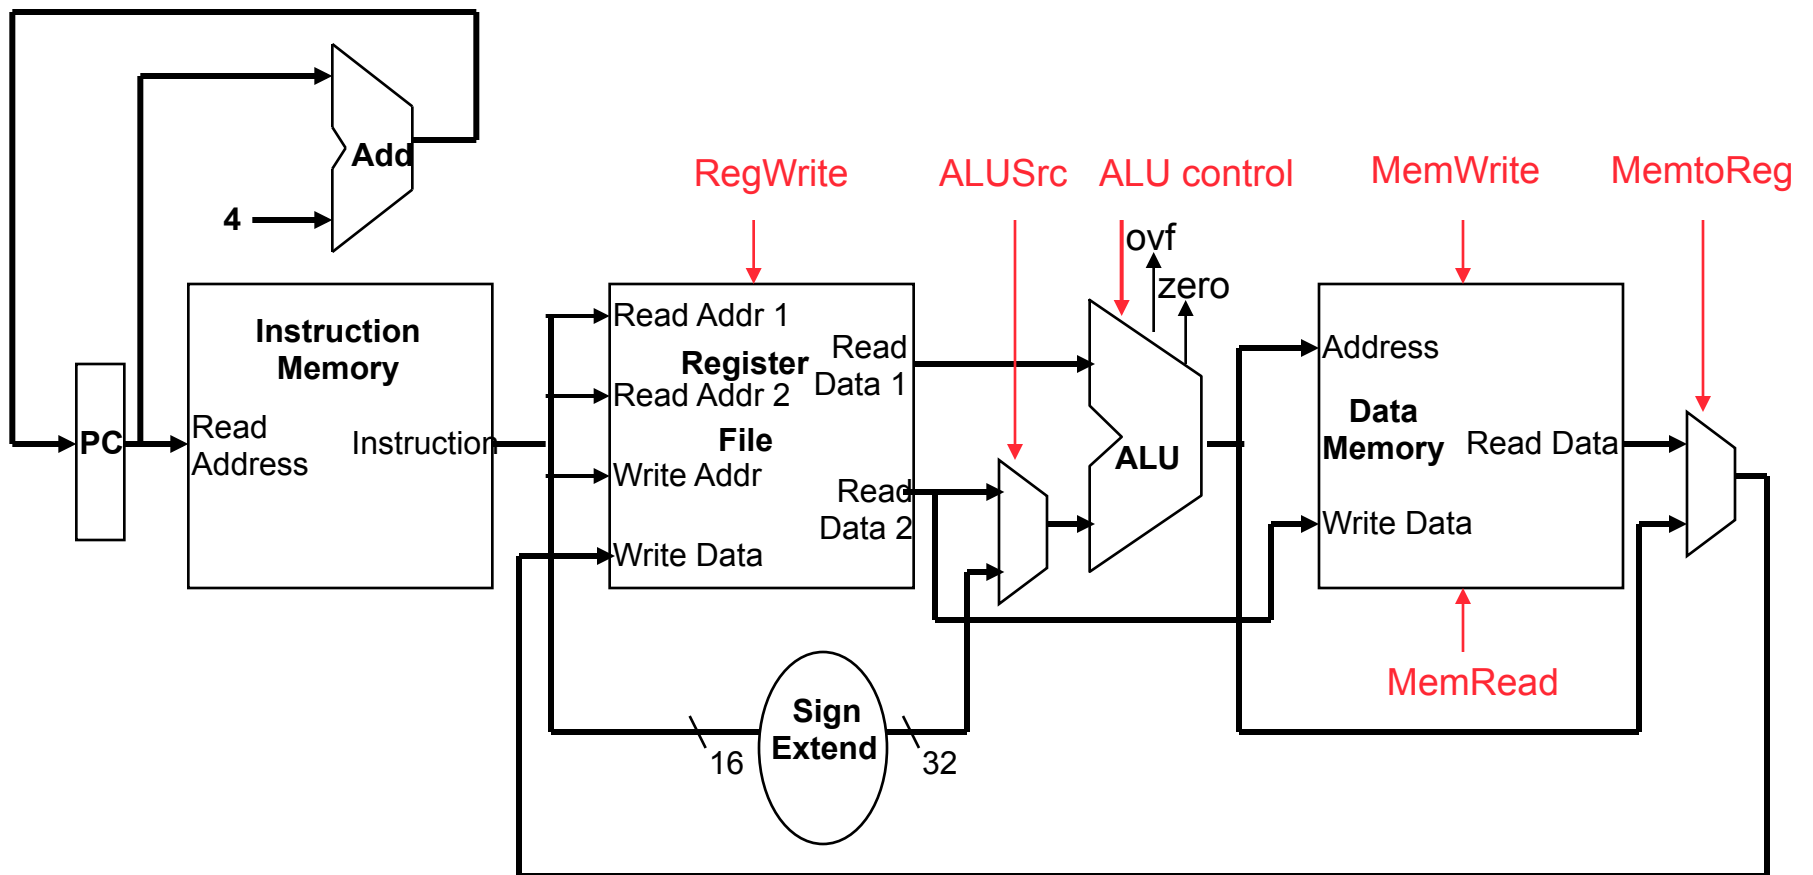 Add
4
RegWrite
ALUSrc
ALU control
MemWrite
MemtoReg
ovf
zero
Instruction
Memory
Read
Address
Instruction
PC
Read Addr 1
Register
Read Addr 2
File
Write Addr
Write Data
Read
Data 1
Read
Data 2
ALU
Address
Data
Memory
Read Data
Write Data
MemRead
Sign
Extend
16
32